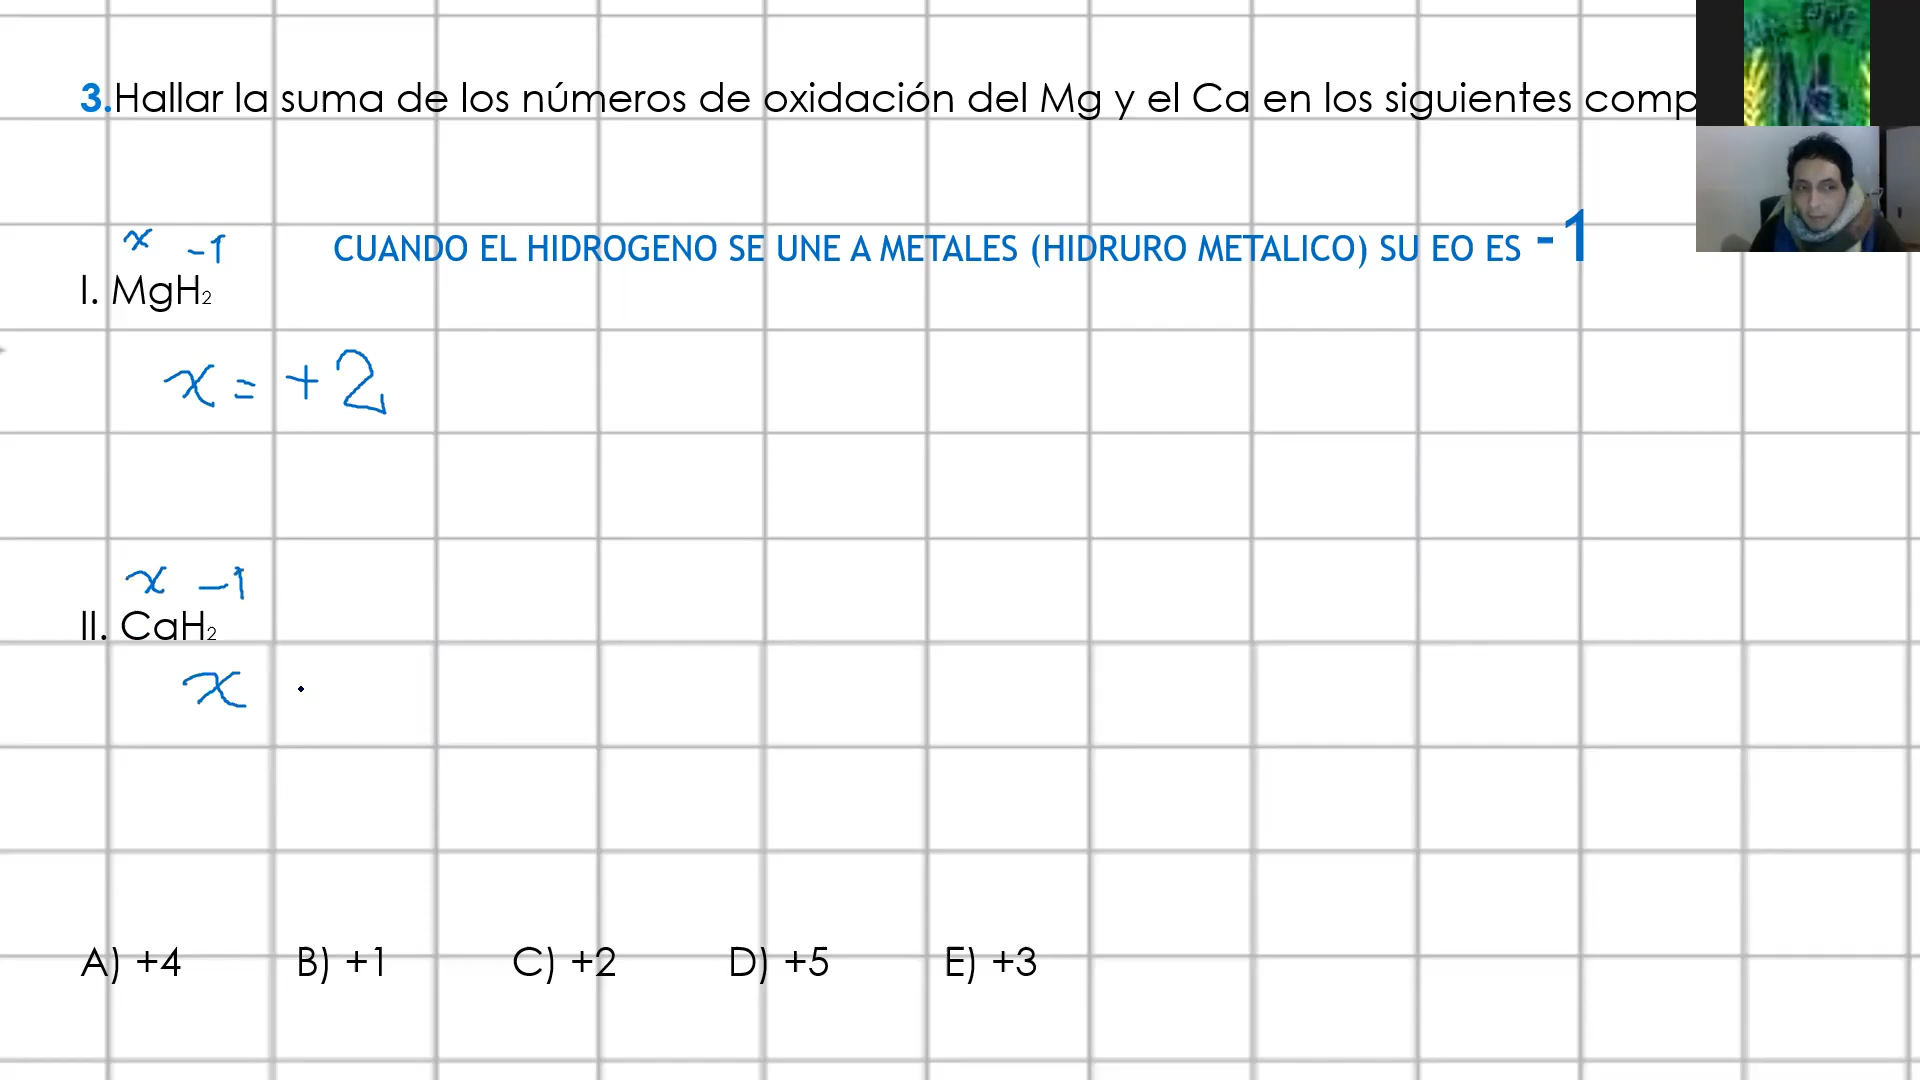 3.Hallar la suma de los números de oxidación del Mg y el Ca en los siguientes comp
x -1
CUANDO EL HIDROGENO SE UNE A METALES (HIDRURO METALICO) SU EO ES -1
I. MgH₂
x = +2
x -1
II. CaH₂
x
A) +4 B) +1 C) +2 D) +5 E) +3